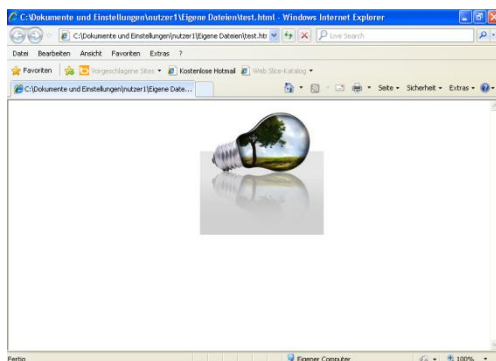 C:\Dokumente und Einstellungen\nutzer1\Eigene Dateien\test.html - Windows Internet Explorer
C:\Dokumente und Einstellungen\nutzer1\Eigene Dateien\test.htr
Live Search
Datei Bearbeiten Ansicht Favoriten Extras ?
Favoriten Vorgeschlagene Sites Kostenlose Hotmail Web Slice-Katalog
C:\Dokumente und Einstellungen\nutzer1\Eigene Date... Seite Sicherheit Extras
Fertig Eigener Computer 100%